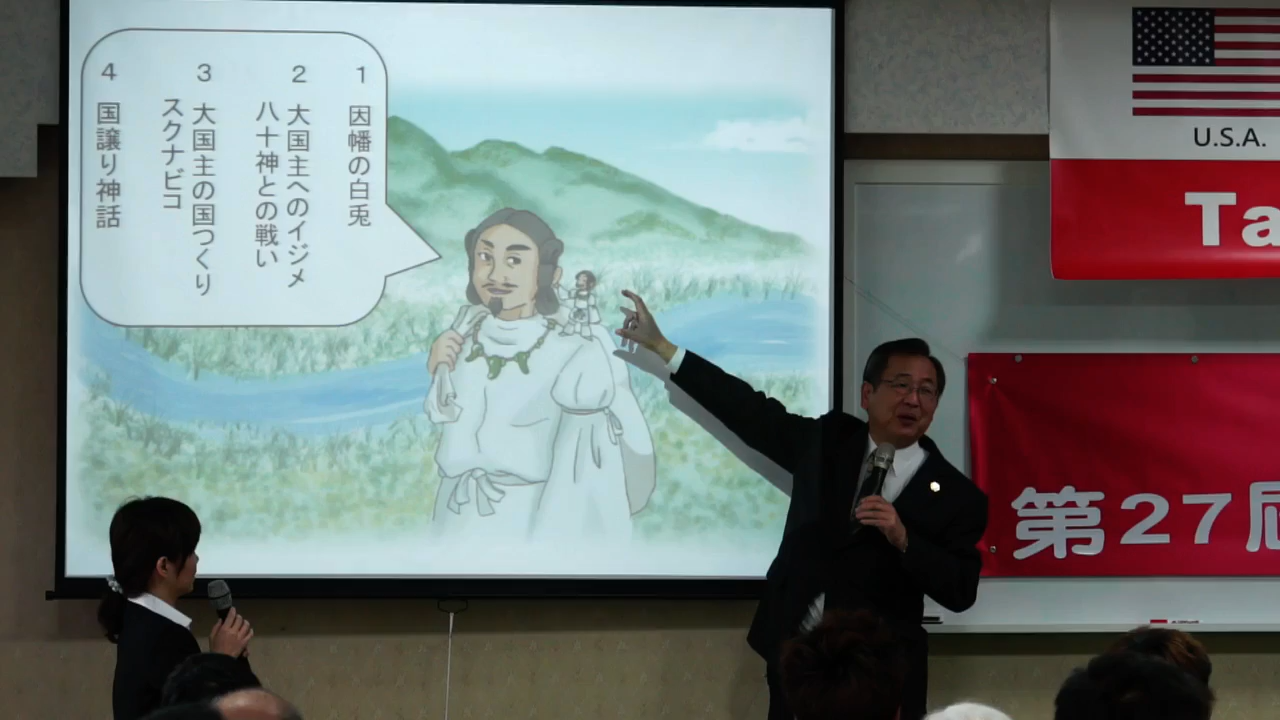 1 因幡の白兎
2 大国主へのイジメ
八十神との戦い
3 大国主の国つくり
スクナビコ
4 国譲り神話
U.S.A.
Ta
第27回